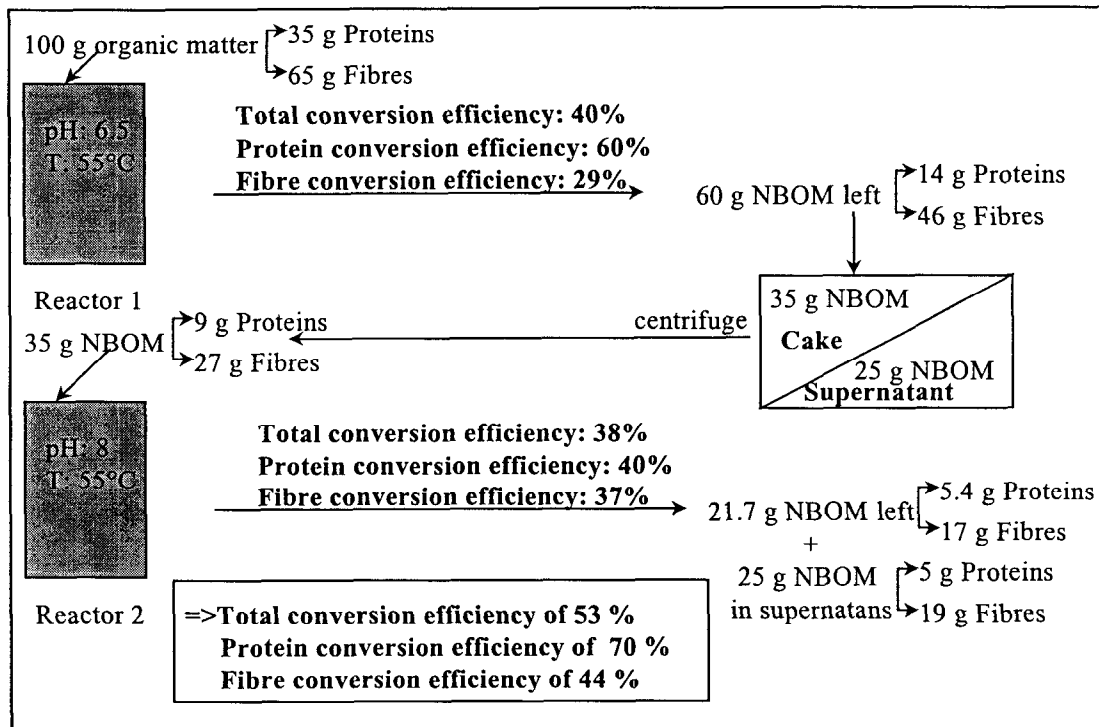 100 g organic matter
35 g Proteins
65 g Fibres
pH: 6.5
T: 55°C
Reactor 1
Total conversion efficiency: 40%
Protein conversion efficiency: 60%
Fibre conversion efficiency: 29%
60 g NBOM left
14 g Proteins
46 g Fibres
35 g NBOM
Cake
25 g NBOM
Supernatant
centrifuge
35 g NBOM
9 g Proteins
27 g Fibres
pH: 8
T: 55°C
Reactor 2
Total conversion efficiency: 38%
Protein conversion efficiency: 40%
Fibre conversion efficiency: 37%
21.7 g NBOM left
5.4 g Proteins
17 g Fibres
+
25 g NBOM
in supernatans
5 g Proteins
19 g Fibres
=>Total conversion efficiency of 53 %
Protein conversion efficiency of 70 %
Fibre conversion efficiency of 44 %